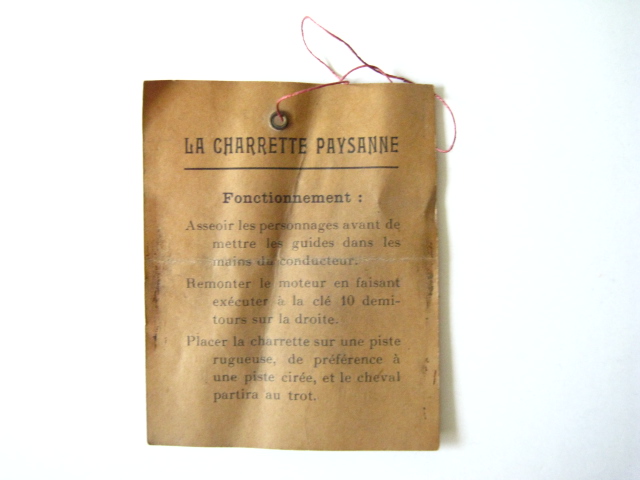 LA CHARRETTE PAYSANNE
Fonctionnement :
Asseoir les personnages avant de
mettre les guides dans les
mains du conducteur.
Remonter le moteur en faisant
exécuter à la clé 10 demi-
tours sur la droite.
Placer la charrette sur une piste
rugueuse, de préférence à
une piste cirée, et le cheval
partira au trot.